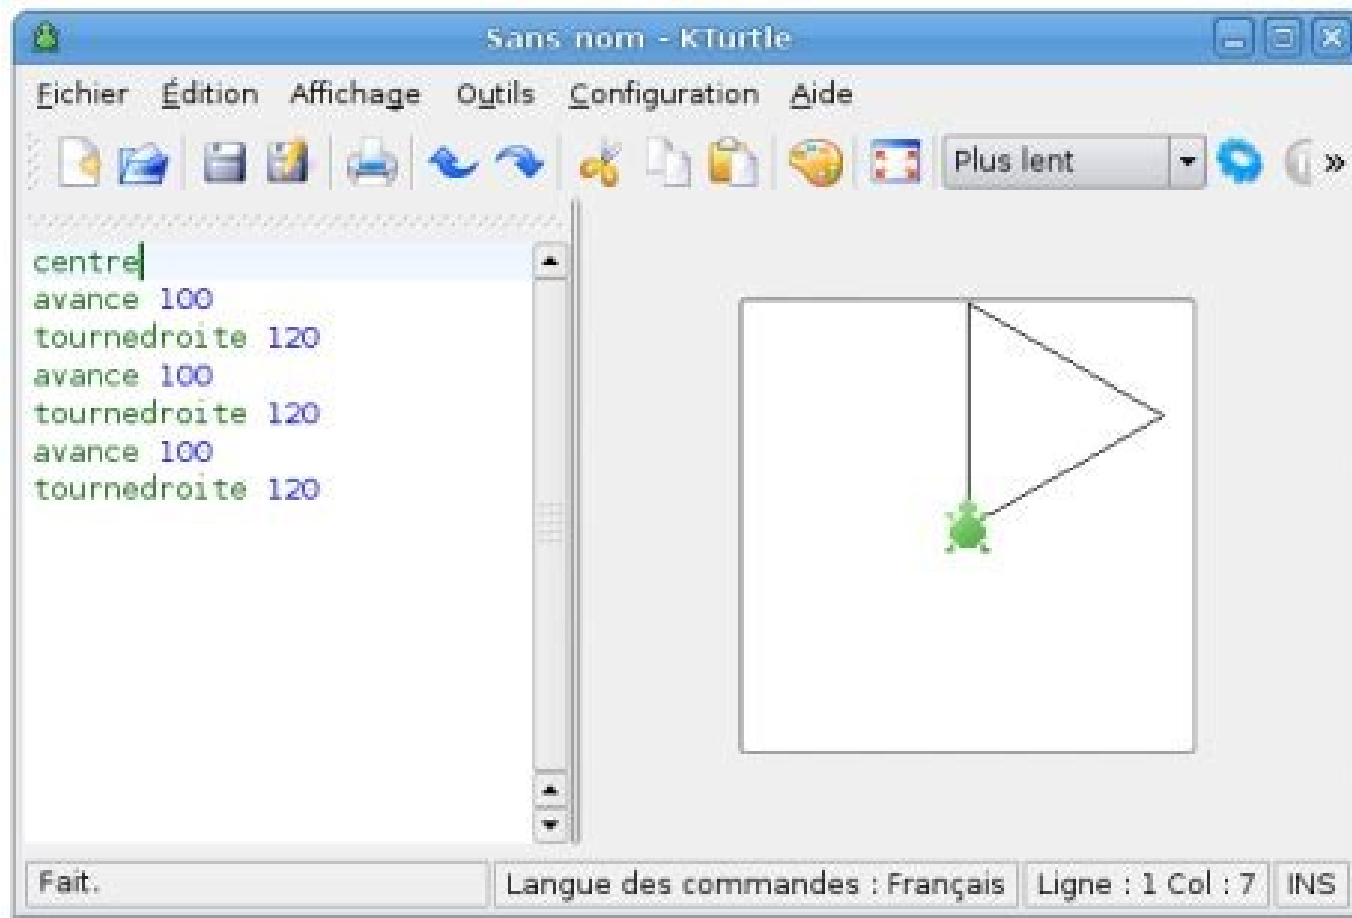 Sans nom - KTurtle
Fichier Édition Affichage Outils Configuration Aide
Plus lent »
centre
avance 100
tournedroite 120
avance 100
tournedroite 120
avance 100
tournedroite 120
Fait. Langue des commandes : Français Ligne : 1 Col : 7 INS